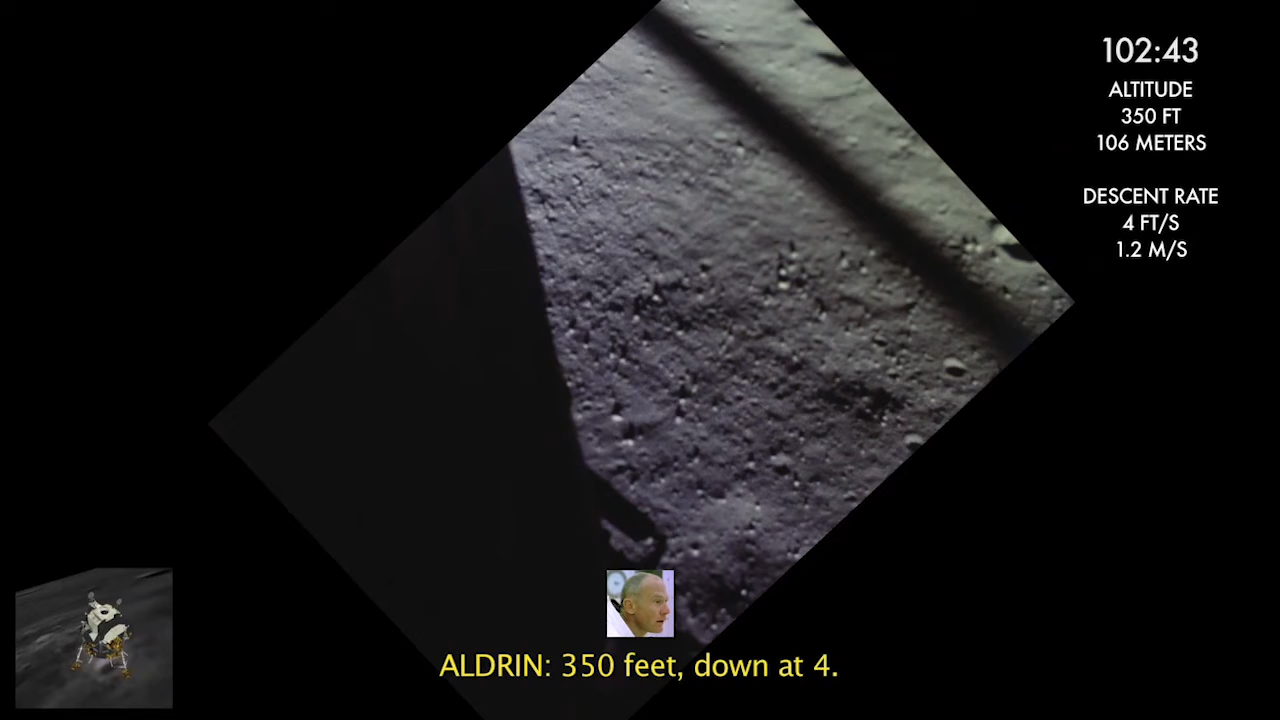 102:43
ALTITUDE
350 FT
106 METERS
DESCENT RATE
4 FT/S
1.2 M/S
ALDRIN: 350 feet, down at 4.